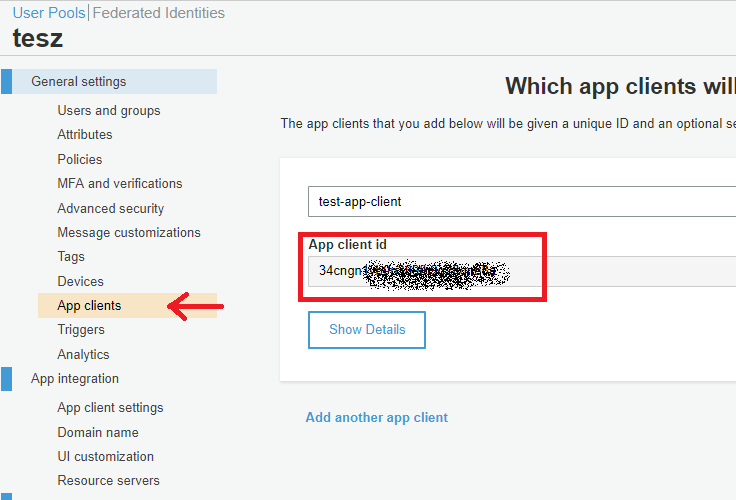 User Pools | Federated Identities
tesz
General settings
Users and groups
Attributes
Policies
MFA and verifications
Advanced security
Message customizations
Tags
Devices
App clients
Triggers
Analytics
App integration
App client settings
Domain name
UI customization
Resource servers
Which app clients will
The app clients that you add below will be given a unique ID and an optional se
test-app-client
App client id
34cngn
Show Details
Add another app client